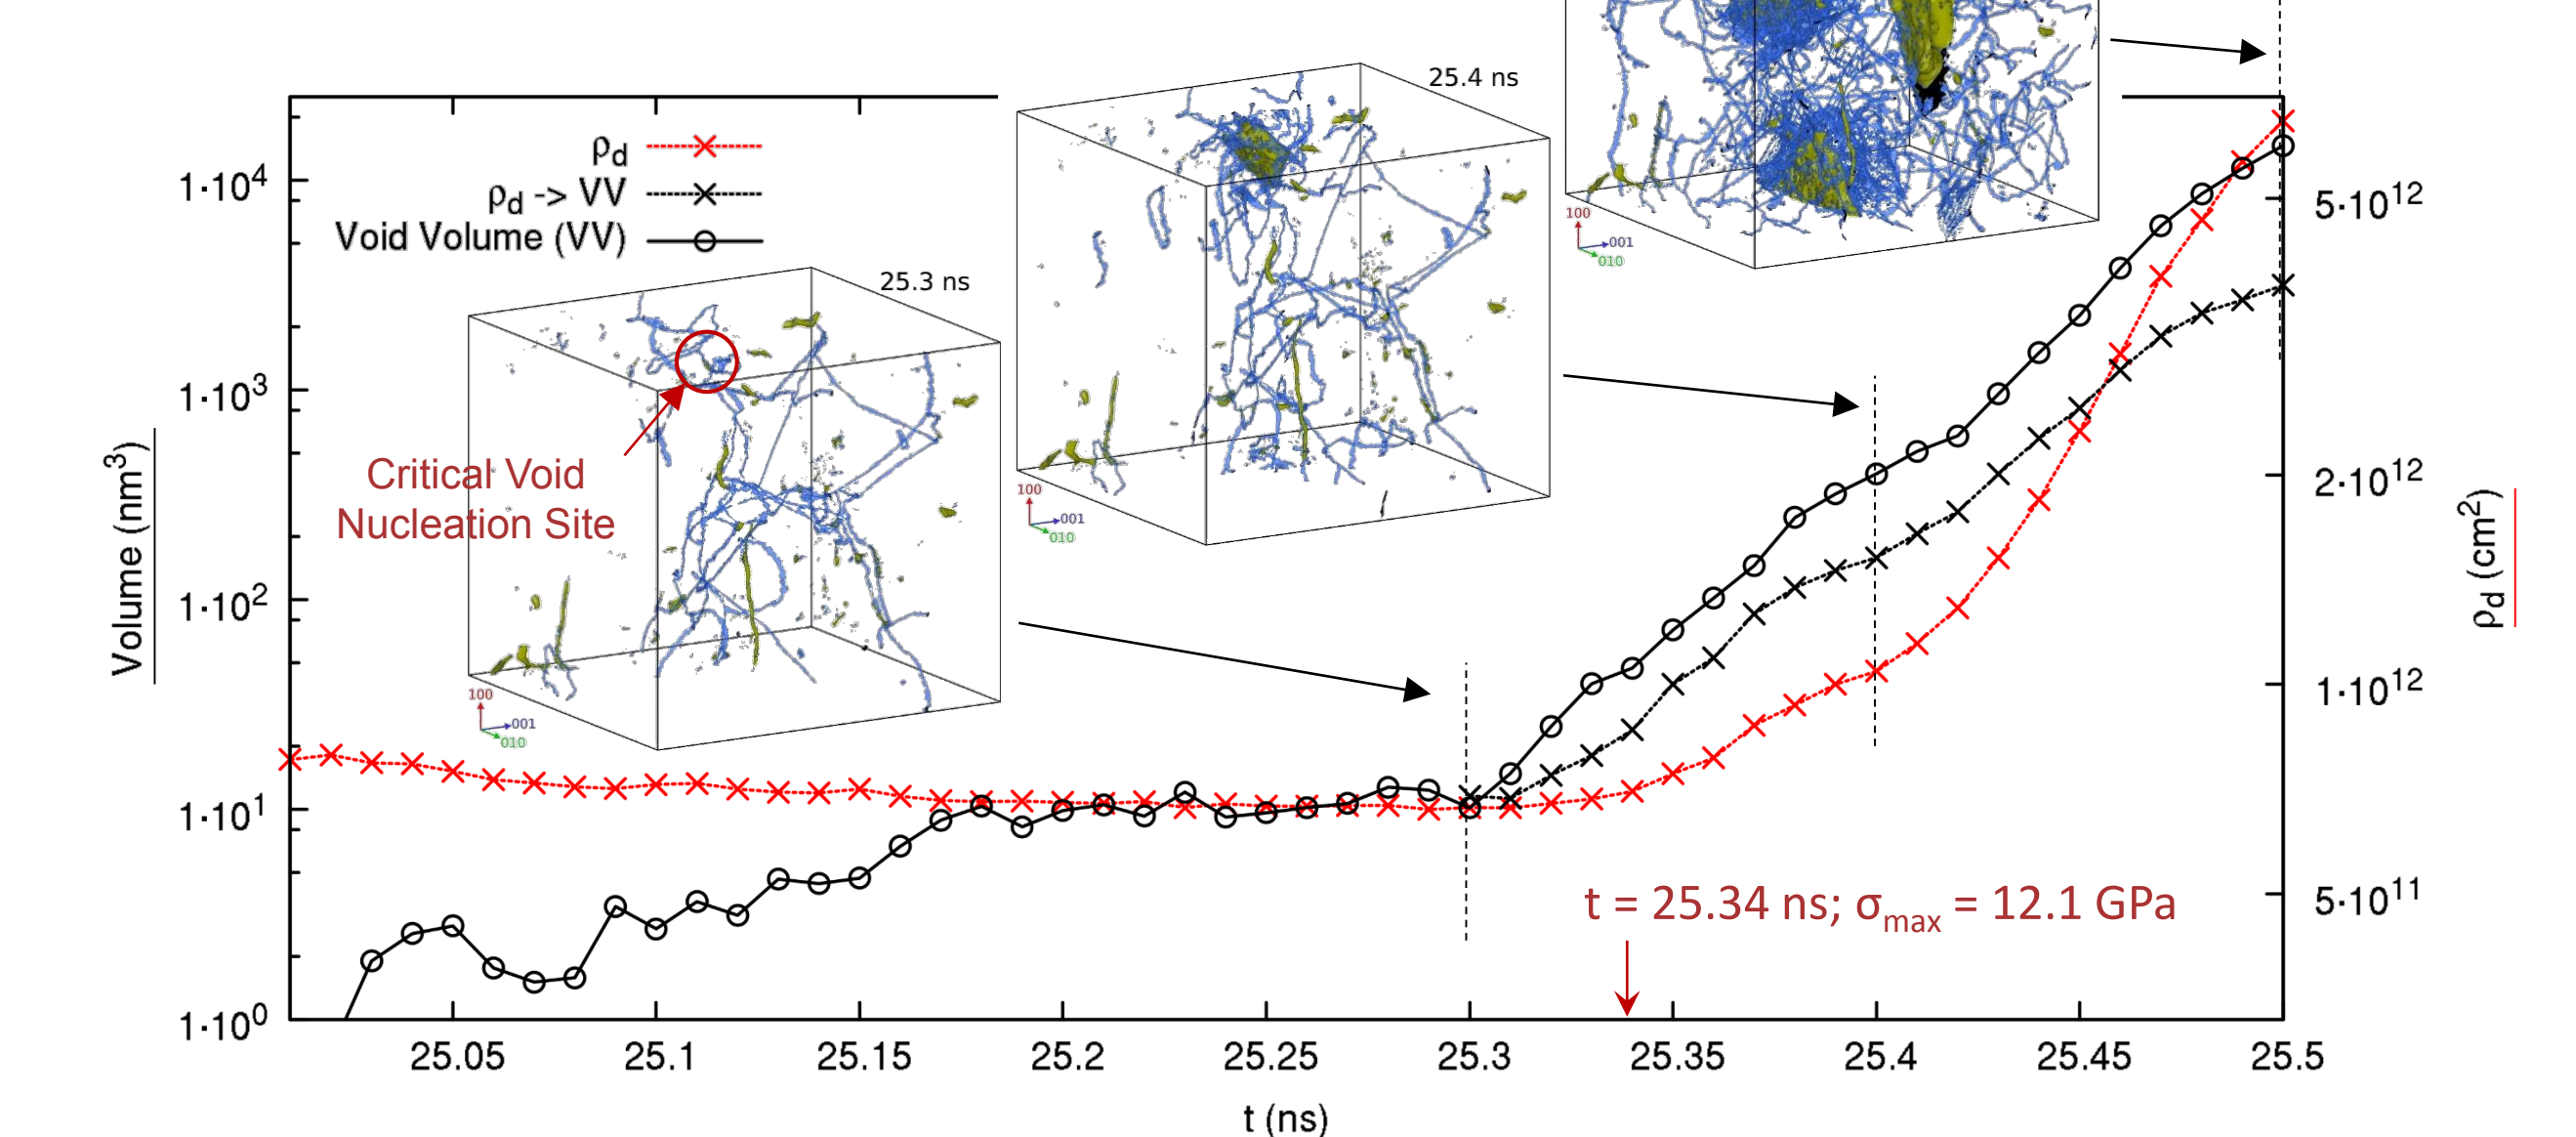 25.4 ns
ρd
ρd -> VV
Void Volume (VV)
25.3 ns
Critical Void
Nucleation Site
100
001
010
100
001
010
100
001
010
1·10⁴
1·10³
1·10²
1·10¹
1·10⁰
Volume (nm³)
5·10¹²
2·10¹²
1·10¹²
5·10¹¹
ρd (cm²)
t = 25.34 ns; σmax = 12.1 GPa
25.05 25.1 25.15 25.2 25.25 25.3 25.35 25.4 25.45 25.5
t (ns)